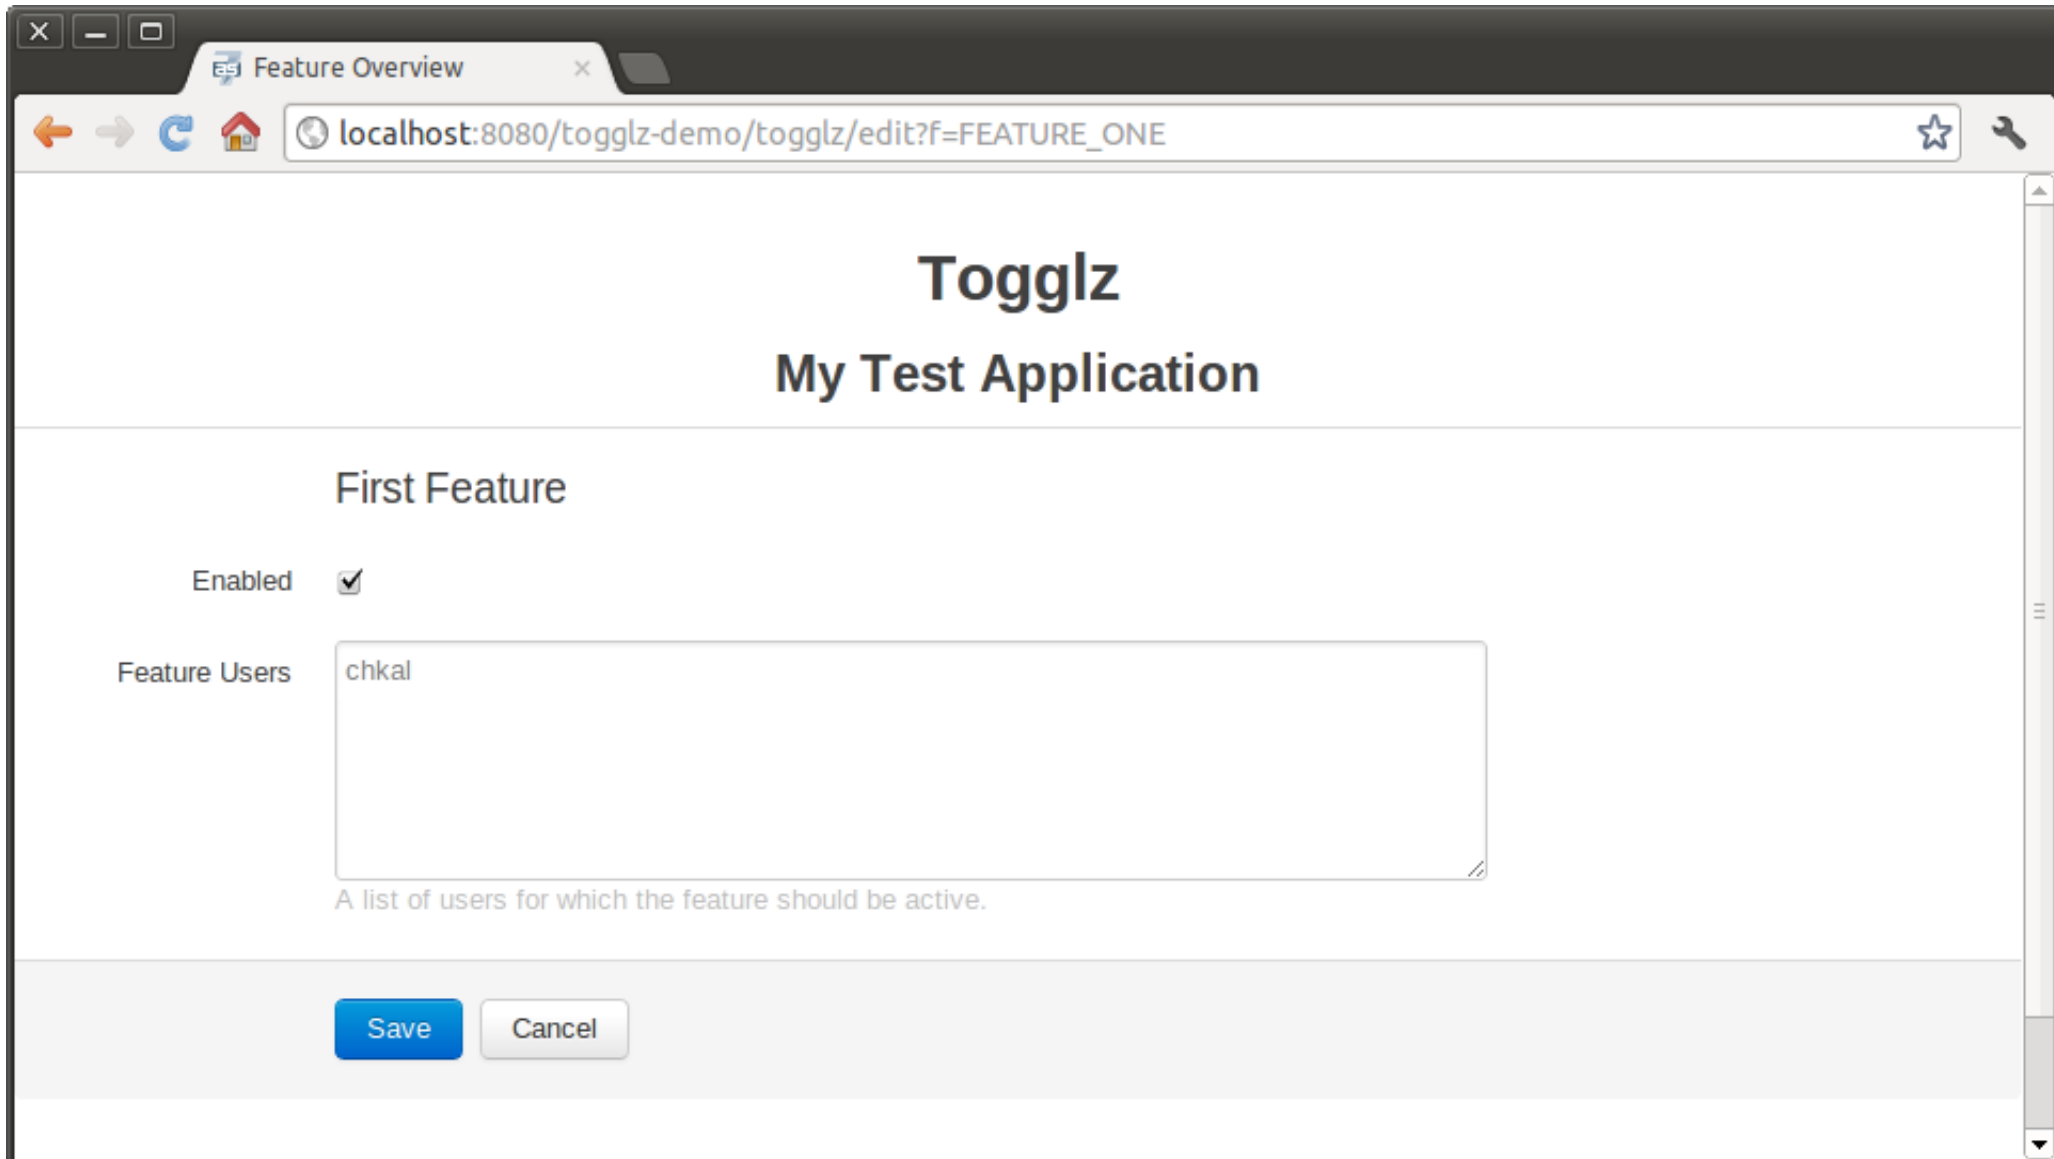 Feature Overview
localhost:8080/togglz-demo/togglz/edit?f=FEATURE_ONE
Togglz
My Test Application
First Feature
Enabled
Feature Users
chkal
A list of users for which the feature should be active.
Save
Cancel